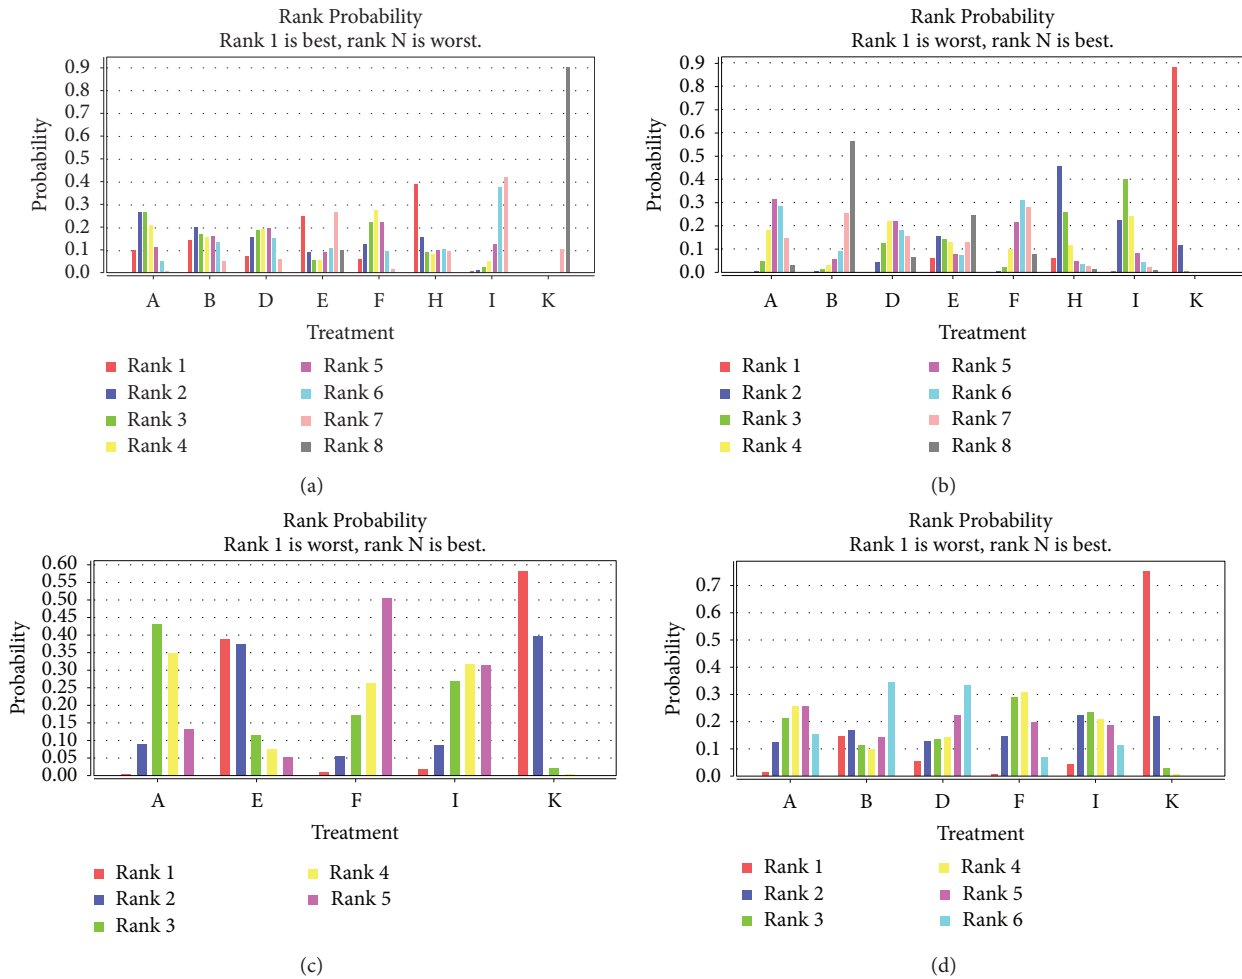 Rank Probability
Rank 1 is best, rank N is worst.
Probability
0.9
0.8
0.7
0.6
0.5
0.4
0.3
0.2
0.1
0.0
A B D E F H I K
Treatment
Rank 1
Rank 2
Rank 3
Rank 4
Rank 5
Rank 6
Rank 7
Rank 8
(a)
Rank Probability
Rank 1 is worst, rank N is best.
Probability
0.9
0.8
0.7
0.6
0.5
0.4
0.3
0.2
0.1
0.0
A B D E F H I K
Treatment
Rank 1
Rank 2
Rank 3
Rank 4
Rank 5
Rank 6
Rank 7
Rank 8
(b)
Rank Probability
Rank 1 is worst, rank N is best.
Probability
0.60
0.55
0.50
0.45
0.40
0.35
0.30
0.25
0.20
0.15
0.10
0.05
0.00
A E F I K
Treatment
Rank 1
Rank 2
Rank 3
Rank 4
Rank 5
(c)
Rank Probability
Rank 1 is worst, rank N is best.
Probability
0.7
0.6
0.5
0.4
0.3
0.2
0.1
0.0
A B D F I K
Treatment
Rank 1
Rank 2
Rank 3
Rank 4
Rank 5
Rank 6
(d)